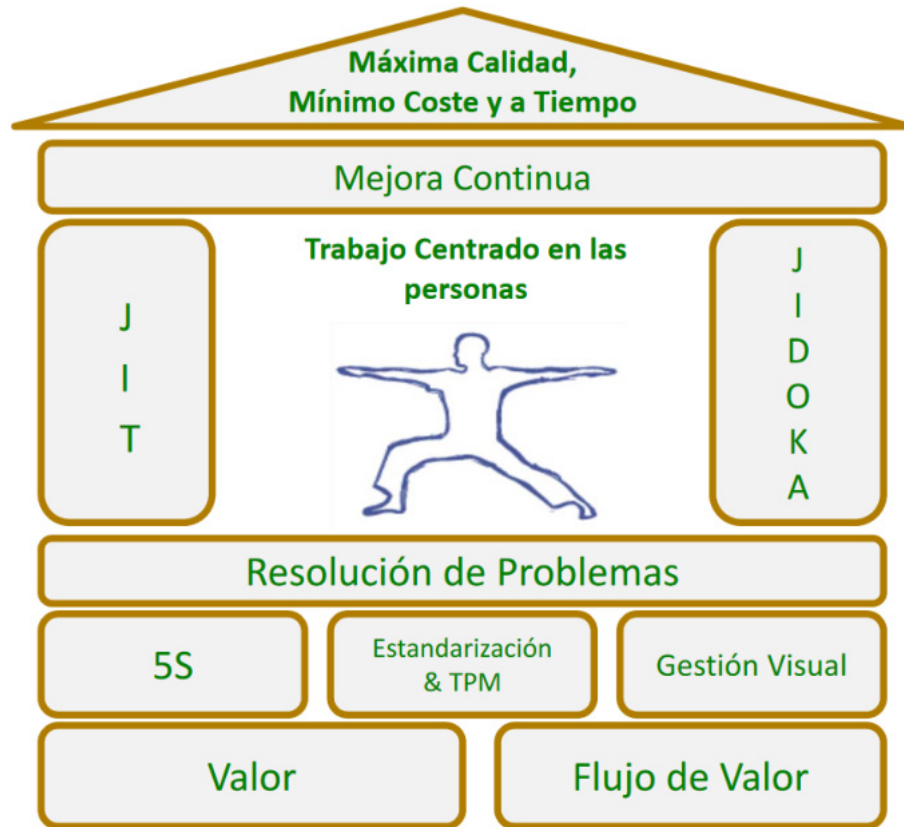 Máxima Calidad,
Mínimo Coste y a Tiempo
Mejora Continua
J
I
T
Trabajo Centrado en las
personas
J
I
D
O
K
A
Resolución de Problemas
5S
Estandarización
& TPM
Gestión Visual
Valor
Flujo de Valor